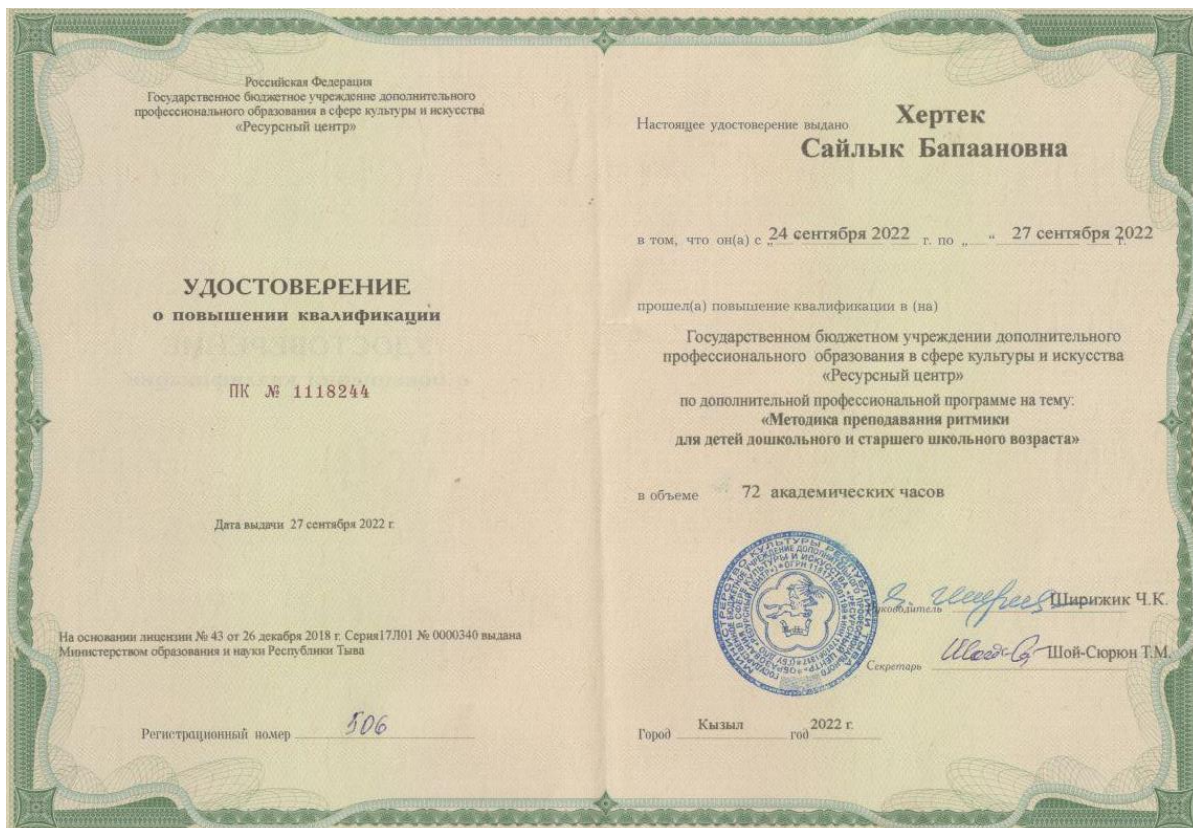 Российская Федерация
Государственное бюджетное учреждение дополнительного
профессионального образования в сфере культуры и искусства
«Ресурсный центр»
УДОСТОВЕРЕНИЕ
о повышении квалификации
ПК № 1118244
Дата выдачи 27 сентября 2022 г.
На основании лицензии № 43 от 26 декабря 2018 г. Серия17Л01 № 0000340 выдана
Министерством образования и науки Республики Тыва
Регистрационный номер 506
Настоящее удостоверение выдано Хертек
Сайлык Бапаановна
в том, что он(а) с „ 24 сентября 2022 г. по „ “ 27 сентября 2022 г.
прошел(а) повышение квалификации в (на)
Государственном бюджетном учреждении дополнительного
профессионального образования в сфере культуры и искусства
«Ресурсный центр»
по дополнительной профессиональной программе на тему:
«Методика преподавания ритмики
для детей дошкольного и старшего школьного возраста»
в объеме 72 академических часов
Руководитель Ширижик Ч.К.
Секретарь Шой-Сюрюн Т.М.
Город Кызыл год 2022 г.